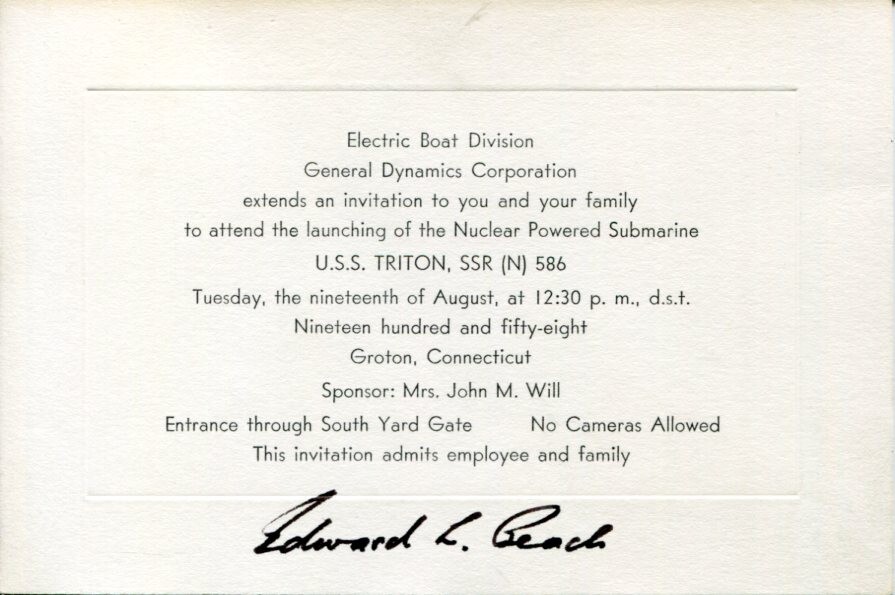 Electric Boat Division
General Dynamics Corporation
extends an invitation to you and your family
to attend the launching of the Nuclear Powered Submarine
U.S.S. TRITON, SSR (N) 586
Tuesday, the nineteenth of August, at 12:30 p. m., d.s.t.
Nineteen hundred and fifty-eight
Groton, Connecticut
Sponsor: Mrs. John M. Will
Entrance through South Yard Gate No Cameras Allowed
This invitation admits employee and family
Edward L. Beach